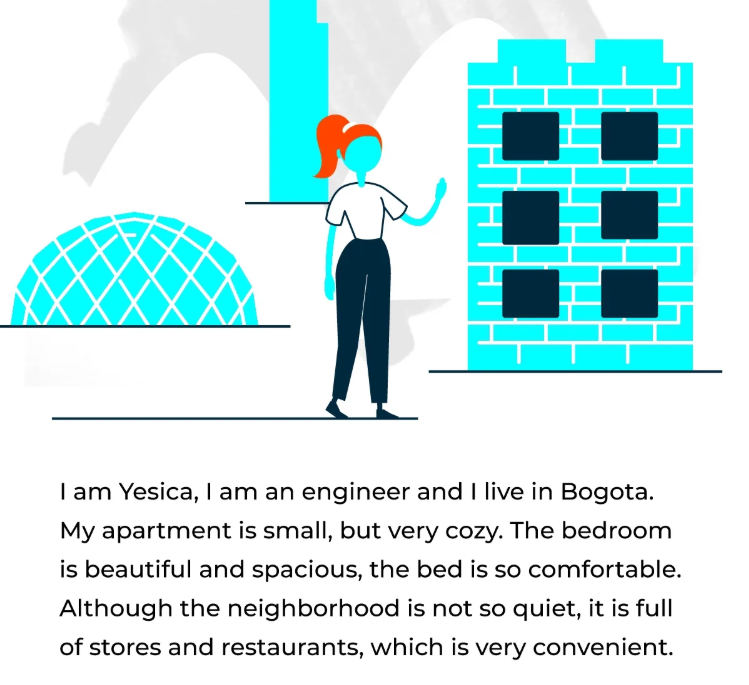 I am Yesica, I am an engineer and I live in Bogota.
My apartment is small, but very cozy. The bedroom
is beautiful and spacious, the bed is so comfortable.
Although the neighborhood is not so quiet, it is full
of stores and restaurants, which is very convenient.